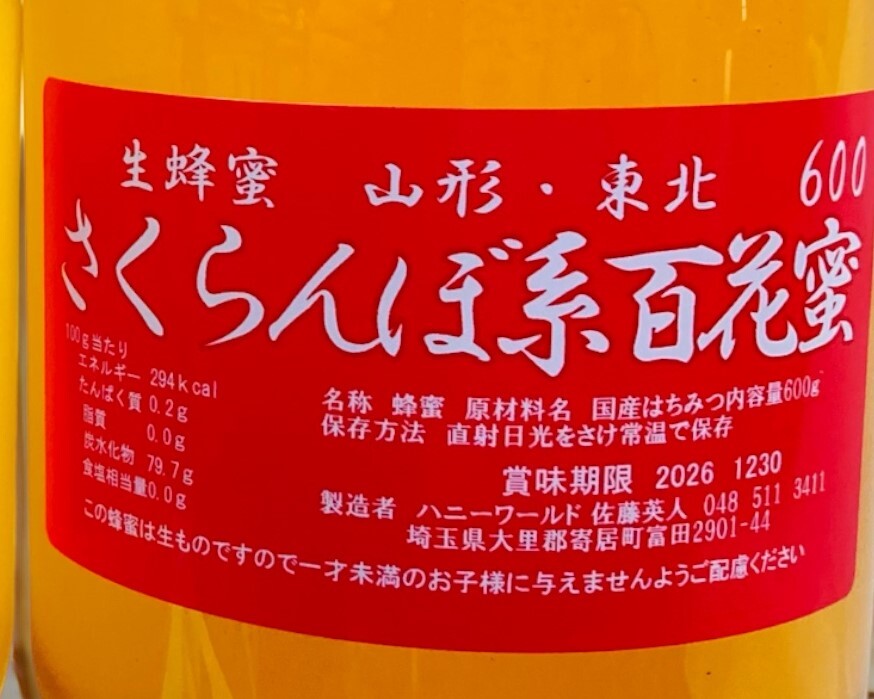 生蜂蜜 山形・東北 600
さくらんぼ系百花蜜
100g当たり
エネルギー 294kcal
たんぱく質 0.2g
脂質 0.0g
炭水化物 79.7g
食塩相当量0.0g
名称 蜂蜜 原材料名 国産はちみつ内容量600g
保存方法 直射日光をさけ常温で保存
賞味期限 2026 1230
製造者 ハニーワールド 佐藤英人 048 511 3411
埼玉県大里郡寄居町富田2901-44
この蜂蜜は生ものですので一才未満のお子様に与えませんようご配慮ください